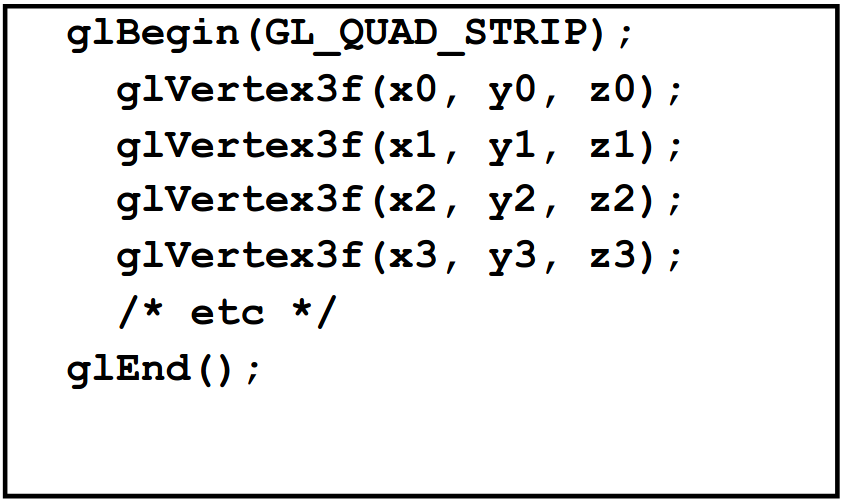 glBegin(GL_QUAD_STRIP);
glVertex3f(x0, y0, z0);
glVertex3f(x1, y1, z1);
glVertex3f(x2, y2, z2);
glVertex3f(x3, y3, z3);
/* etc */
glEnd();